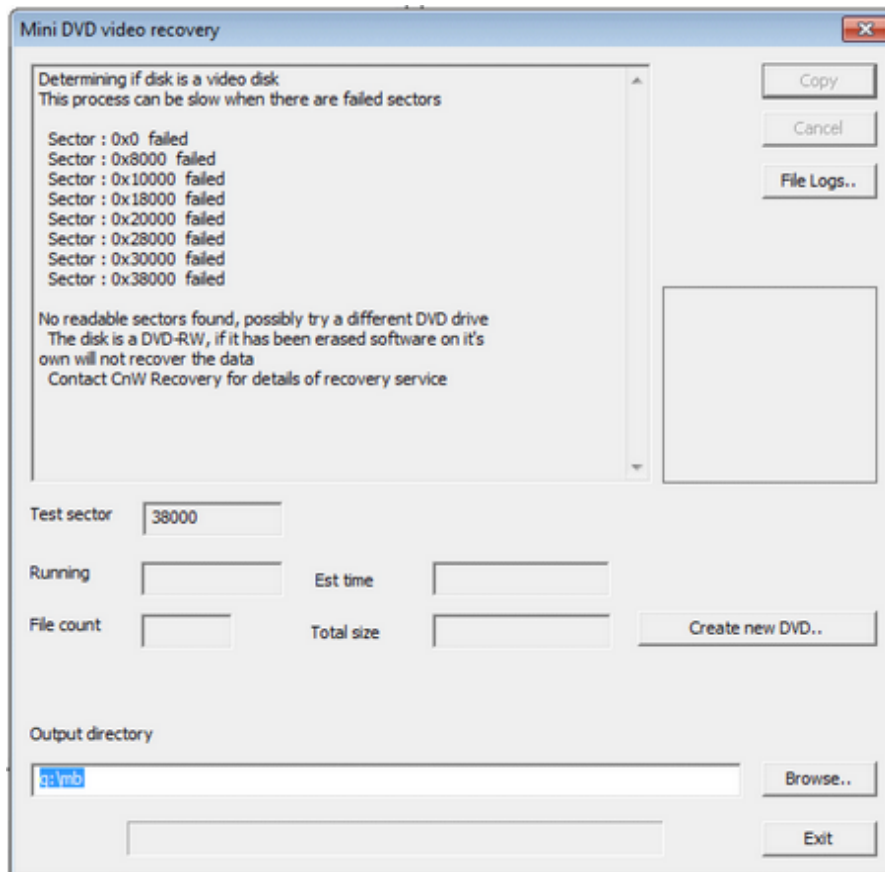 Mini DVD video recovery
Determining if disk is a video disk
This process can be slow when there are failed sectors
Sector : 0x0 failed
Sector : 0x8000 failed
Sector : 0x10000 failed
Sector : 0x18000 failed
Sector : 0x20000 failed
Sector : 0x28000 failed
Sector : 0x30000 failed
Sector : 0x38000 failed
No readable sectors found, possibly try a different DVD drive
The disk is a DVD-RW, if it has been erased software on it's
own will not recover the data
Contact CnW Recovery for details of recovery service
Copy
Cancel
File Logs..
Test sector
38000
Running
Est time
File count
Total size
Create new DVD..
Output directory
g:\mb
Browse..
Exit